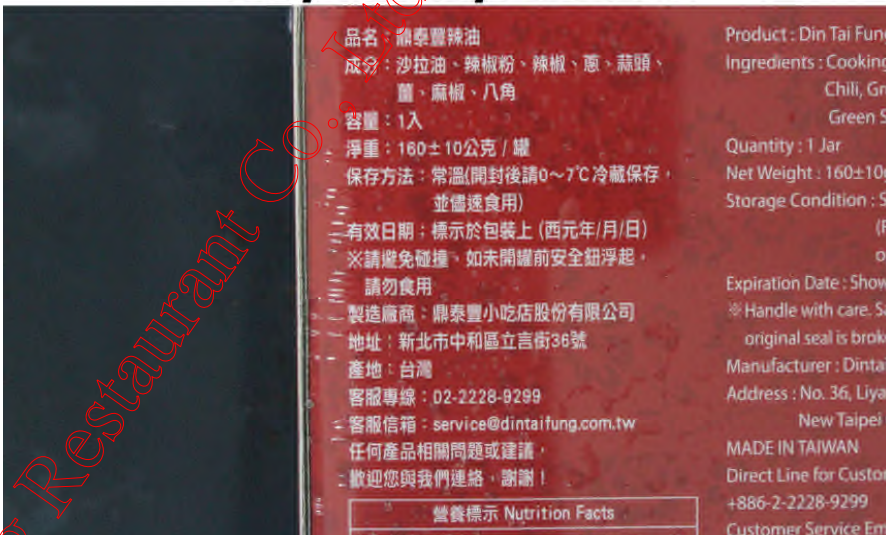 品名：鼎泰豐辣油
成分：沙拉油、辣椒粉、辣椒、蔥、蒜頭、
薑、麻椒、八角
容量：1入
淨重：160±10公克 / 罐
保存方法：常溫(開封後請0～7℃冷藏保存，
並儘速食用)
有效日期：標示於包裝上 (西元年/月/日)
※請避免碰撞，如未開罐前安全鈕浮起，
請勿食用
製造廠商：鼎泰豐小吃店股份有限公司
地址：新北市中和區立言街36號
產地：台灣
客服專線：02-2228-9299
客服信箱：service@dintaifung.com.tw
任何產品相關問題或建議，
歡迎您與我們連絡，謝謝！
營養標示 Nutrition Facts
Product : Din Tai Fung
Ingredients : Cooking
Chili, Gr
Green S
Quantity : 1 Jar
Net Weight : 160±10
Storage Condition : S
Expiration Date : Show
※Handle with care. S
original seal is brok
Manufacturer : Dinta
Address : No. 36, Liya
New Taipei
MADE IN TAIWAN
Direct Line for Custo
+886-2-2228-9299
Customer Service Em
Restaurant Co., Ltd